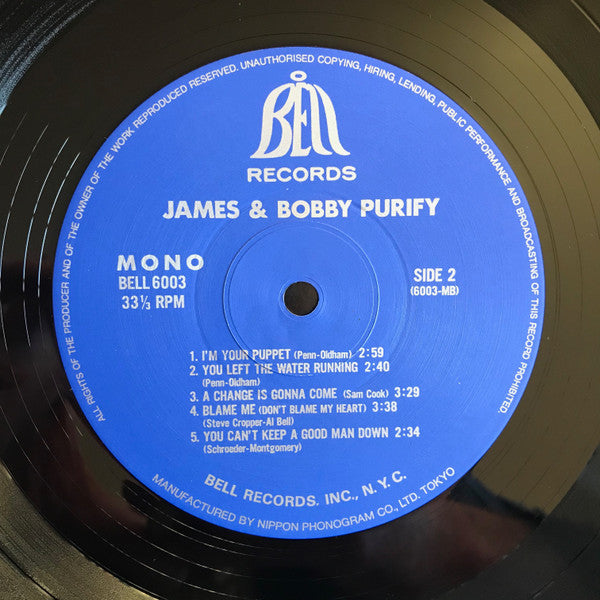 ALL RIGHTS OF THE PRODUCER AND OF THE OWNER OF THE WORK REPRODUCED RESERVED. UNAUTHORISED COPYING, HIRING, LENDING, PUBLIC PERFORMANCE AND BROADCASTING OF THIS RECORD PROHIBITED.
BELL
RECORDS
JAMES & BOBBY PURIFY
MONO
BELL 6003
33⅓ RPM
SIDE 2
(6003-MB)
1. I'M YOUR PUPPET (Penn-Oldham) 2:59
2. YOU LEFT THE WATER RUNNING 2:40
(Penn-Oldham)
3. A CHANGE IS GONNA COME (Sam Cook) 3:29
4. BLAME ME (DON'T BLAME MY HEART) 3:38
(Steve Cropper-Al Bell)
5. YOU CAN'T KEEP A GOOD MAN DOWN 2:34
(Schroeder-Montgomery)
BELL RECORDS. INC., N.Y.C.
MANUFACTURED BY NIPPON PHONOGRAM CO., LTD. TOKYO